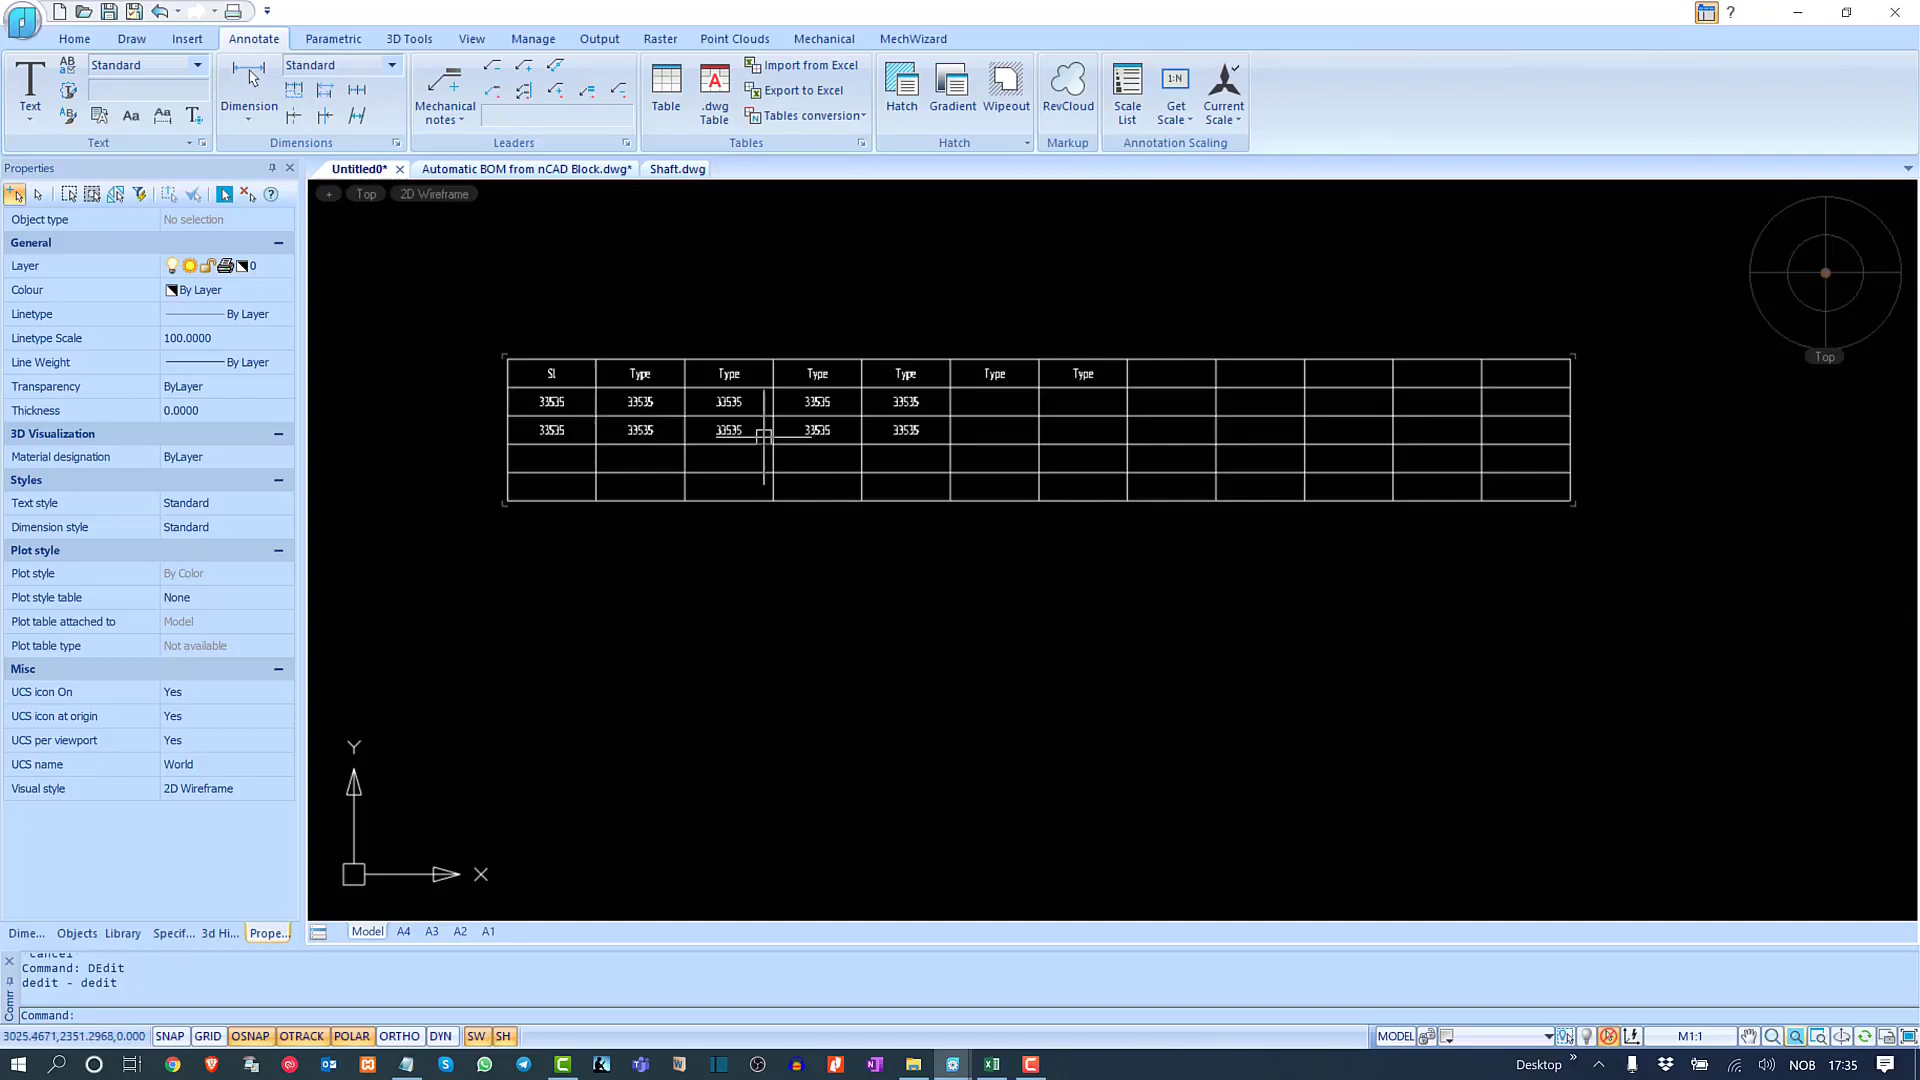 Home Draw Insert Annotate Parametric 3D Tools View Manage Output Raster Point Clouds Mechanical MechWizard
Text
Standard
Text
Dimension
Standard
Dimensions
Mechanical notes
Leaders
Table
.dwg Table
Import from Excel
Export to Excel
Tables conversion
Tables
Hatch
Gradient
Wipeout
Hatch
RevCloud
Markup
Scale List
1:N
Get Scale
Current Scale
Annotation Scaling
Properties
Untitled0*
Automatic BOM from nCAD Block.dwg*
Shaft.dwg
+ Top 2D Wireframe
Object type No selection
General
Layer 0
Colour By Layer
Linetype By Layer
Linetype Scale 100.0000
Line Weight By Layer
Transparency ByLayer
Thickness 0.0000
3D Visualization
Material designation ByLayer
Styles
Text style Standard
Dimension style Standard
Plot style
Plot style By Color
Plot style table None
Plot table attached to Model
Plot table type Not available
Misc
UCS icon On Yes
UCS icon at origin Yes
UCS per viewport Yes
UCS name World
Visual style 2D Wireframe
Top
Sl Type Type Type Type Type Type
33535 33535 33535 33535 33535
33535 33535 33535 33535 33535
Y
X
Dime... Objects Library Specif... 3d Hi... Prope...
Model A4 A3 A2 A1
cancel
Command: DEdit
dedit - dedit
Command:
3025.4671,2351.2968,0.000 SNAP GRID OSNAP OTRACK POLAR ORTHO DYN SW SH
MODEL M1:1
Desktop NOB 17:35